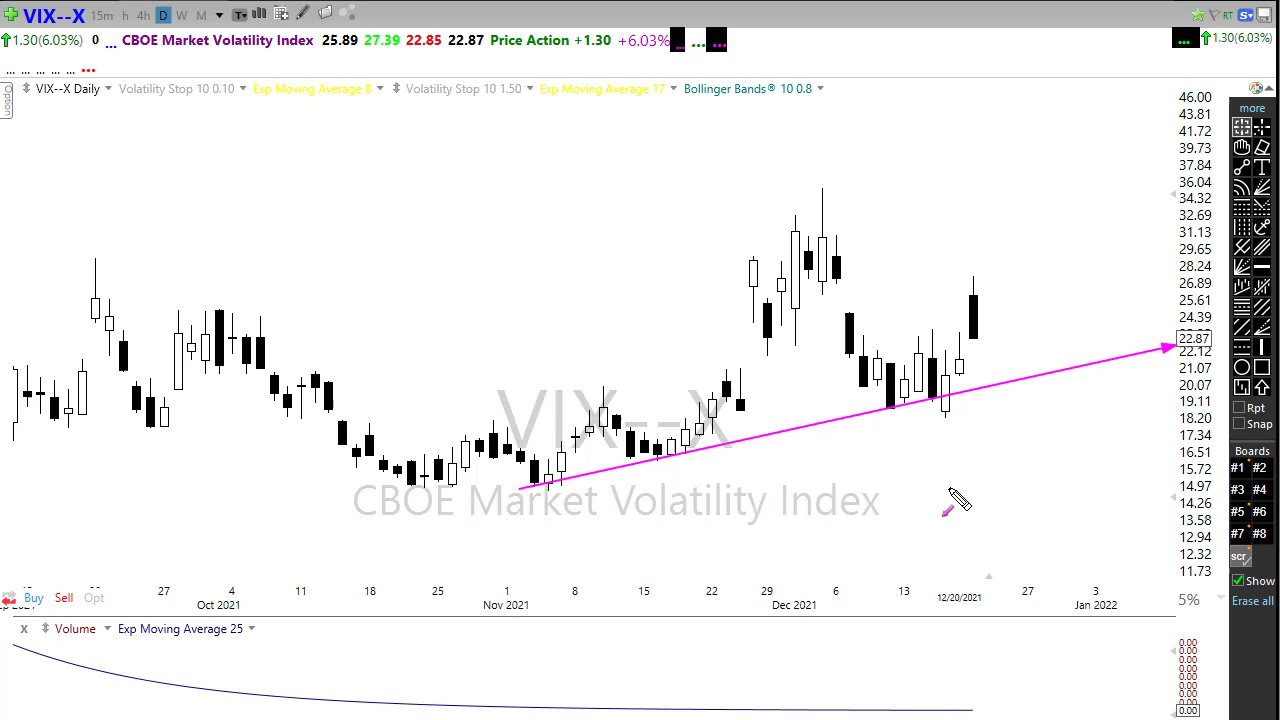 VIX--X 15m h 4h D W M T RT S
1.30(6.03%) 0 ... CBOE Market Volatility Index 25.89 27.39 22.85 22.87 Price Action +1.30 +6.03% ... ... ... ... 1.30(6.03%)
... ... ... ... ... ...
Option
VIX--X Daily Volatility Stop 10 0.10 Exp Moving Average 8 Volatility Stop 10 1.50 Exp Moving Average 17 Bollinger Bands® 10 0.8
46.00
43.81
41.72
39.73
37.84
36.04
34.32
32.69
31.13
29.65
28.24
26.89
25.61
24.39
22.87
22.12
21.07
20.07
19.11
18.20
17.34
16.51
15.72
14.97
14.26
13.58
12.94
12.32
11.73
VIX--X
CBOE Market Volatility Index
more
T
Rpt
Snap
Boards
#1 #2
#3 #4
#5 #6
#7 #8
scr
Show
Erase all
27 4 11 18 25 1 8 15 22 29 6 13 12/20/2021 27 3
Oct 2021 Nov 2021 Dec 2021 Jan 2022
Buy Sell Opt
5%
X Volume Exp Moving Average 25
0.00
0.00
0.00
0.00
0.00
0.00
0.00
0.00
0.00